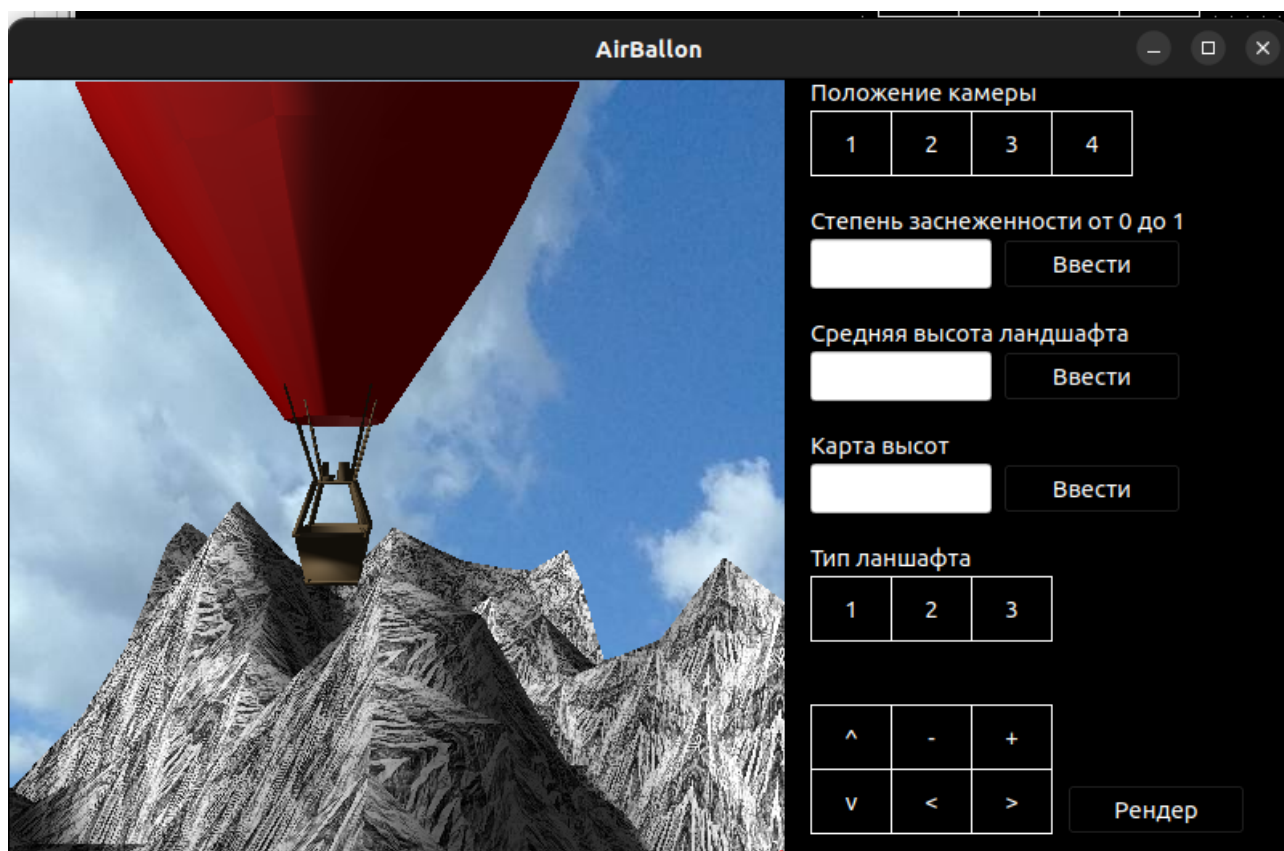 AirBallon
Положение камеры
1 2 3 4
Степень заснеженности от 0 до 1
Ввести
Средняя высота ландшафта
Ввести
Карта высот
Ввести
Тип ланшафта
1 2 3
^ - +
v < >
Рендер